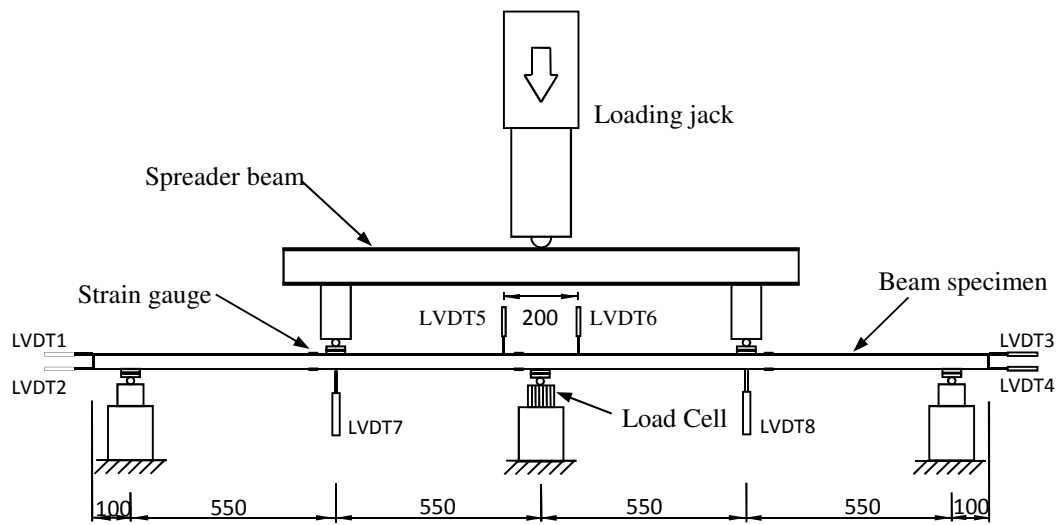 Loading jack
Spreader beam
Strain gauge
Beam specimen
LVDT5
200
LVDT6
LVDT1
LVDT3
LVDT2
LVDT4
LVDT7
Load Cell
LVDT8
100
550
550
550
550
100